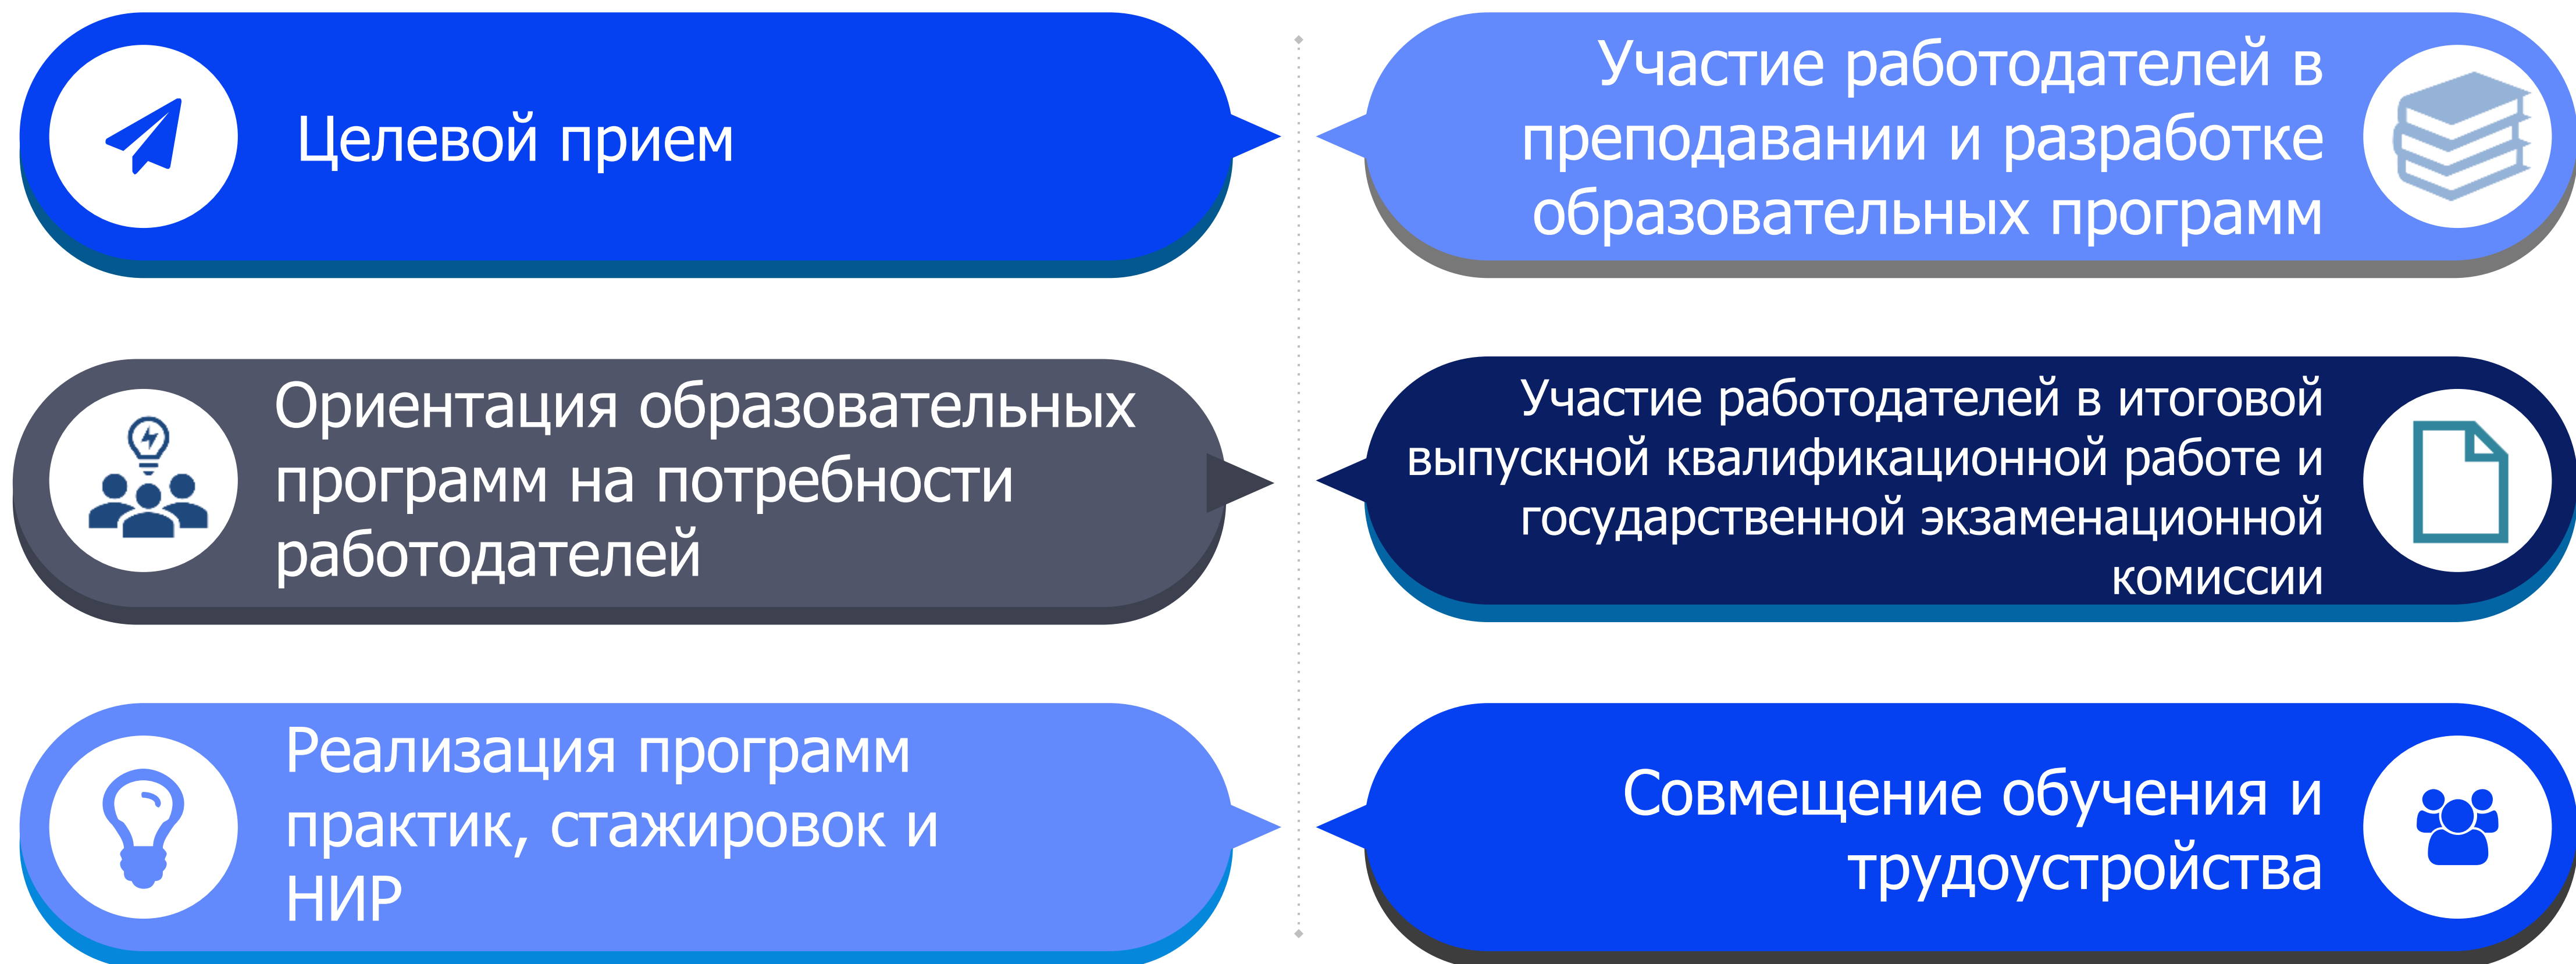 Целевой прием
Участие работодателей в
преподавании и разработке
образовательных программ
Ориентация образовательных
программ на потребности
работодателей
Участие работодателей в итоговой
выпускной квалификационной работе и
государственной экзаменационной
комиссии
Реализация программ
практик, стажировок и
НИР
Совмещение обучения и
трудоустройства